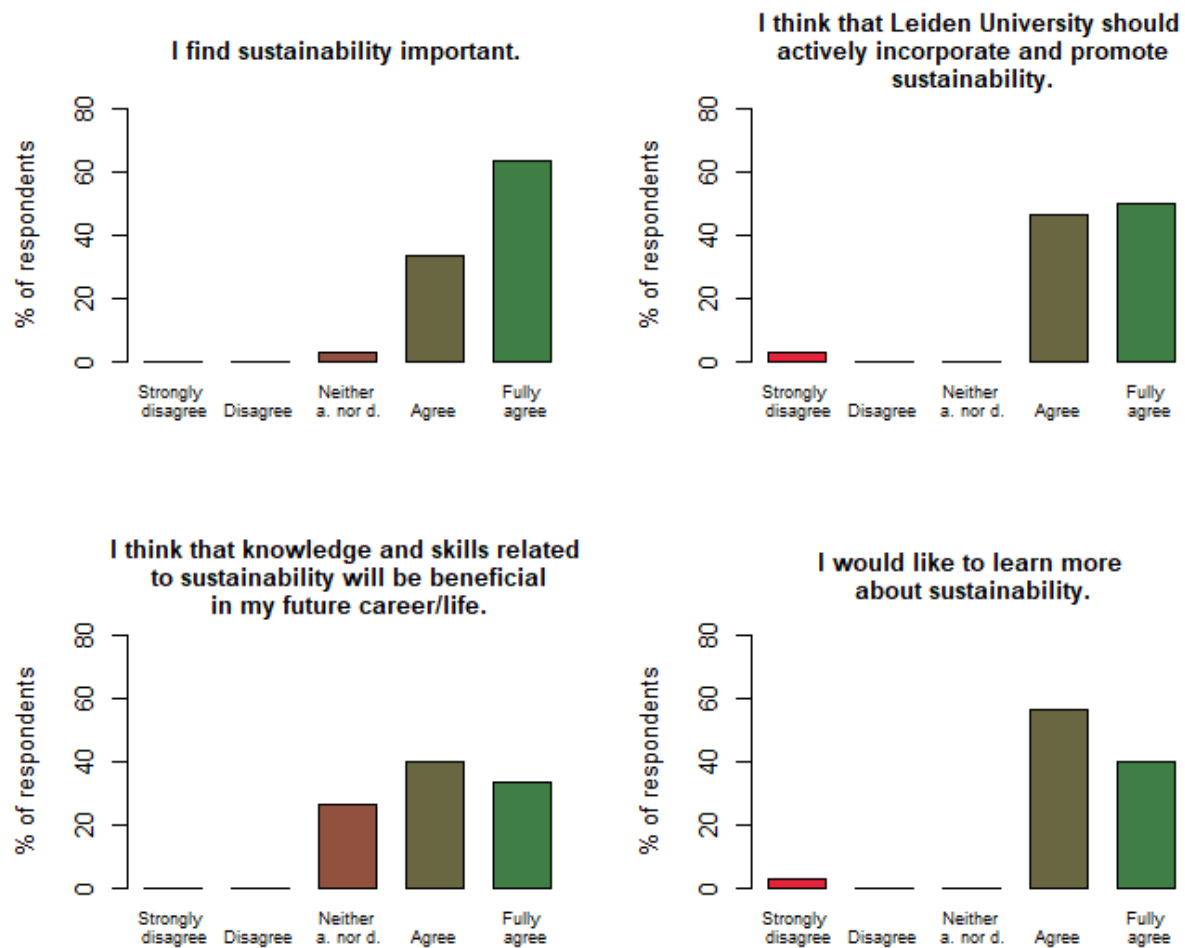 I find sustainability important.
% of respondents
80
60
40
20
0
Strongly
disagree
Disagree
Neither
a. nor d.
Agree
Fully
agree
I think that Leiden University should
actively incorporate and promote
sustainability.
% of respondents
80
60
40
20
0
Strongly
disagree
Disagree
Neither
a. nor d.
Agree
Fully
agree
I think that knowledge and skills related
to sustainability will be beneficial
in my future career/life.
% of respondents
80
60
40
20
0
Strongly
disagree
Disagree
Neither
a. nor d.
Agree
Fully
agree
I would like to learn more
about sustainability.
% of respondents
80
60
40
20
0
Strongly
disagree
Disagree
Neither
a. nor d.
Agree
Fully
agree